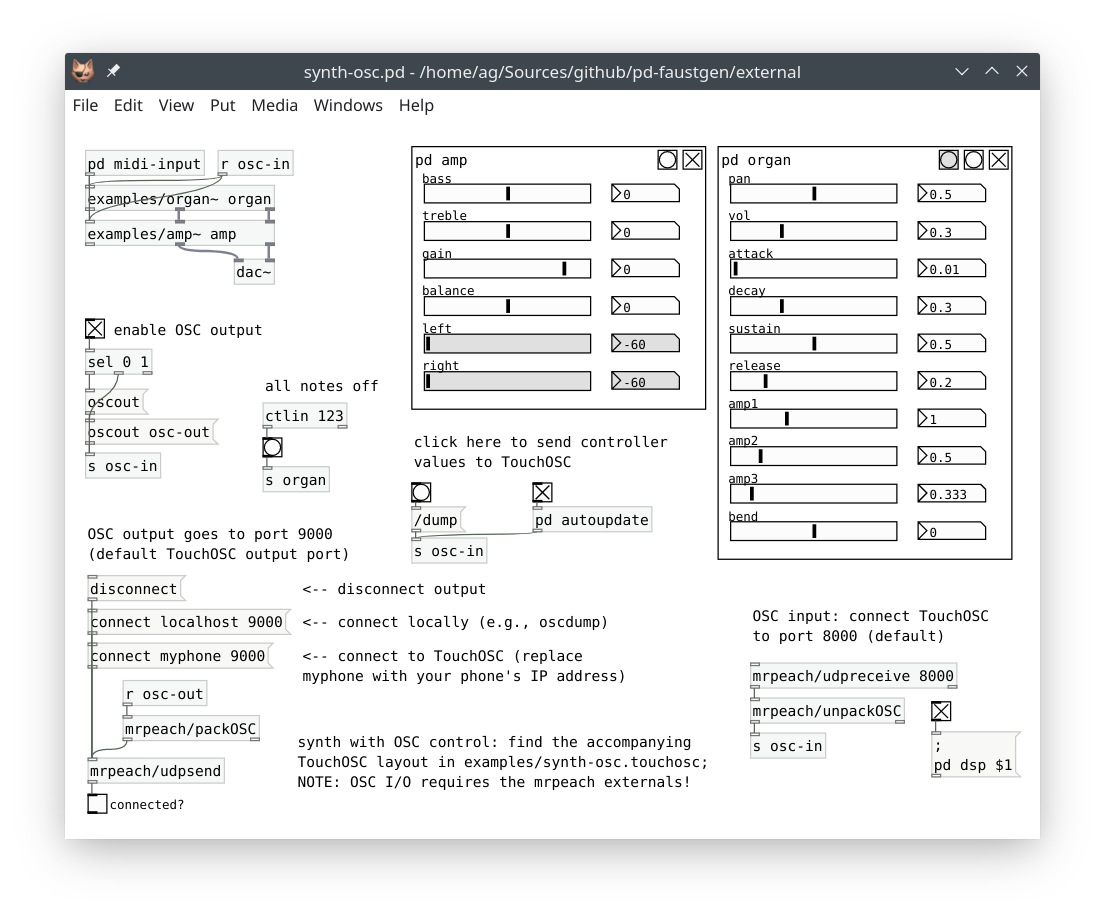 synth-osc.pd - /home/ag/Sources/github/pd-faustgen/external
File Edit View Put Media Windows Help
pd midi-input
r osc-in
examples/organ~ organ
examples/amp~ amp
dac~
enable OSC output
sel 0 1
oscout
oscout osc-out
s osc-in
all notes off
ctlin 123
s organ
pd amp
bass
0
treble
0
gain
0
balance
0
left
-60
right
-60
pd organ
pan
0.5
vol
0.3
attack
0.01
decay
0.3
sustain
0.5
release
0.2
amp1
1
amp2
0.5
amp3
0.333
bend
0
click here to send controller
values to TouchOSC
/dump
pd autoupdate
s osc-in
OSC output goes to port 9000
(default TouchOSC output port)
disconnect
<-- disconnect output
connect localhost 9000
<-- connect locally (e.g., oscdump)
connect myphone 9000
<-- connect to TouchOSC (replace
myphone with your phone's IP address)
r osc-out
mrpeach/packOSC
mrpeach/udpsend
connected?
synth with OSC control: find the accompanying
TouchOSC layout in examples/synth-osc.touchosc;
NOTE: OSC I/O requires the mrpeach externals!
OSC input: connect TouchOSC
to port 8000 (default)
mrpeach/udpreceive 8000
mrpeach/unpackOSC
s osc-in
;
pd dsp $1